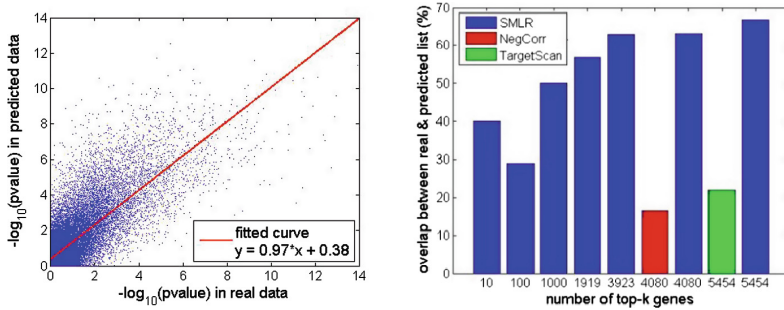 14
12
10
8
6
4
2
0
0 2 4 6 8 10 12 14
-log10(pvalue) in predicted data
-log10(pvalue) in real data
fitted curve
y = 0.97*x + 0.38
70
60
50
40
30
20
10
0
overlap between real & predicted list (%)
SMLR
NegCorr
TargetScan
10 100 1000 1919 3923 4080 4080 5454 5454
number of top-k genes